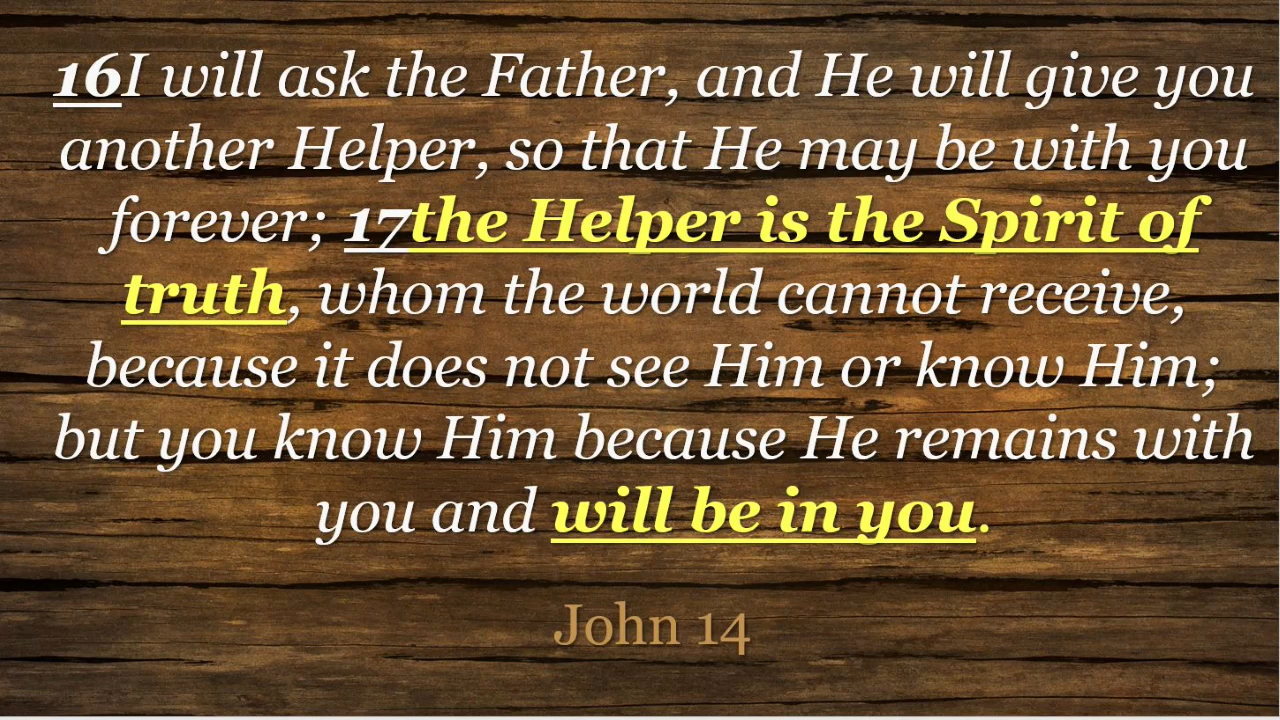 16I will ask the Father, and He will give you
another Helper, so that He may be with you
forever; 17the Helper is the Spirit of
truth, whom the world cannot receive,
because it does not see Him or know Him;
but you know Him because He remains with
you and will be in you.
John 14